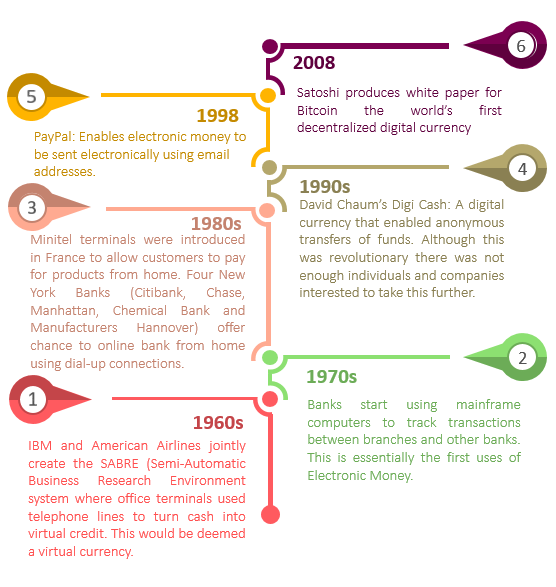 6
2008
Satoshi produces white paper for
Bitcoin the world’s first
decentralized digital currency
5
1998
PayPal: Enables electronic money to
be sent electronically using email
addresses.
4
1990s
David Chaum’s Digi Cash: A digital
currency that enabled anonymous
transfers of funds. Although this
was revolutionary there was not
enough individuals and companies
interested to take this further.
3
1980s
Minitel terminals were introduced
in France to allow customers to pay
for products from home. Four New
York Banks (Citibank, Chase,
Manhattan, Chemical Bank and
Manufacturers Hannover) offer
chance to online bank from home
using dial-up connections.
2
1970s
Banks start using mainframe
computers to track transactions
between branches and other banks.
This is essentially the first uses of
Electronic Money.
1
1960s
IBM and American Airlines jointly
create the SABRE (Semi-Automatic
Business Research Environment
system where office terminals used
telephone lines to turn cash into
virtual credit. This would be deemed
a virtual currency.